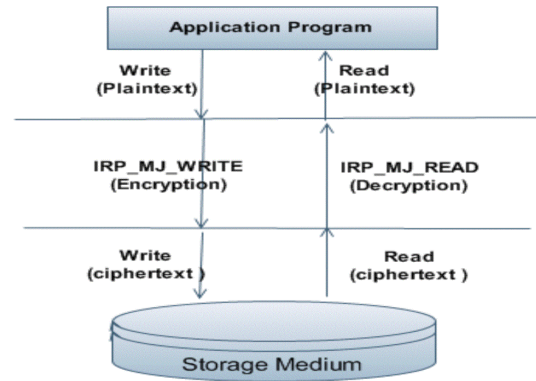 Application Program
Write
(Plaintext)
Read
(Plaintext)
IRP_MJ_WRITE
(Encryption)
IRP_MJ_READ
(Decryption)
Write
(ciphertext )
Read
(ciphertext )
Storage Medium